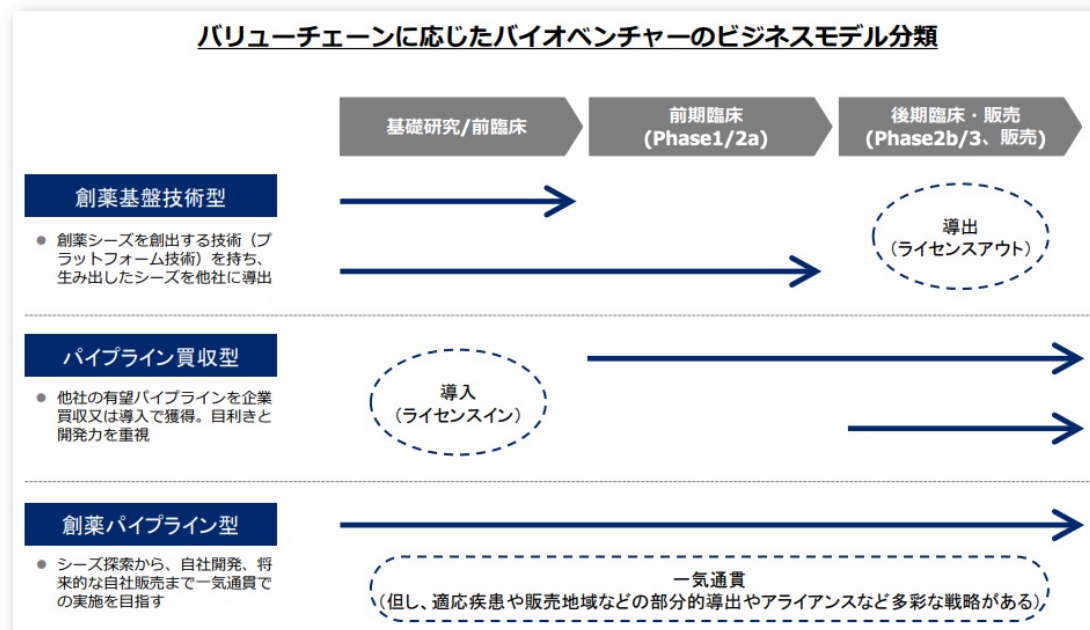 バリューチェーンに応じたバイオベンチャーのビジネスモデル分類
基礎研究/前臨床
前期臨床
(Phase1/2a)
後期臨床・販売
(Phase2b/3、販売)
創薬基盤技術型
● 創薬シーズを創出する技術（プ
ラットフォーム技術）を持ち、
生み出したシーズを他社に導出
導出
（ライセンスアウト）
パイプライン買収型
● 他社の有望パイプラインを企業
買収又は導入で獲得。目利きと
開発力を重視
導入
（ライセンスイン）
創薬パイプライン型
● シーズ探索から、自社開発、将
来的な自社販売まで一気通貫で
の実施を目指す
一気通貫
（但し、適応疾患や販売地域などの部分的導出やアライアンスなど多彩な戦略がある）